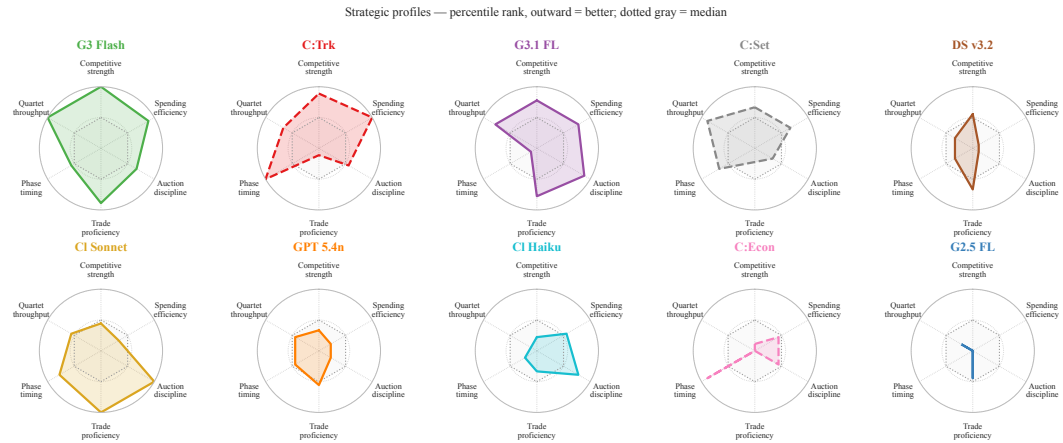 Strategic profiles — percentile rank, outward = better; dotted gray = median
G3 Flash
Competitive
strength
Spending
efficiency
Auction
discipline
Trade
proficiency
Phase
timing
Quartet
throughput
C:Trk
Competitive
strength
Spending
efficiency
Auction
discipline
Trade
proficiency
Phase
timing
Quartet
throughput
G3.1 FL
Competitive
strength
Spending
efficiency
Auction
discipline
Trade
proficiency
Phase
timing
Quartet
throughput
C:Set
Competitive
strength
Spending
efficiency
Auction
discipline
Trade
proficiency
Phase
timing
Quartet
throughput
DS v3.2
Competitive
strength
Spending
efficiency
Auction
discipline
Trade
proficiency
Phase
timing
Quartet
throughput
Cl Sonnet
Competitive
strength
Spending
efficiency
Auction
discipline
Trade
proficiency
Phase
timing
Quartet
throughput
GPT 5.4n
Competitive
strength
Spending
efficiency
Auction
discipline
Trade
proficiency
Phase
timing
Quartet
throughput
Cl Haiku
Competitive
strength
Spending
efficiency
Auction
discipline
Trade
proficiency
Phase
timing
Quartet
throughput
C:Econ
Competitive
strength
Spending
efficiency
Auction
discipline
Trade
proficiency
Phase
timing
Quartet
throughput
G2.5 FL
Competitive
strength
Spending
efficiency
Auction
discipline
Trade
proficiency
Phase
timing
Quartet
throughput